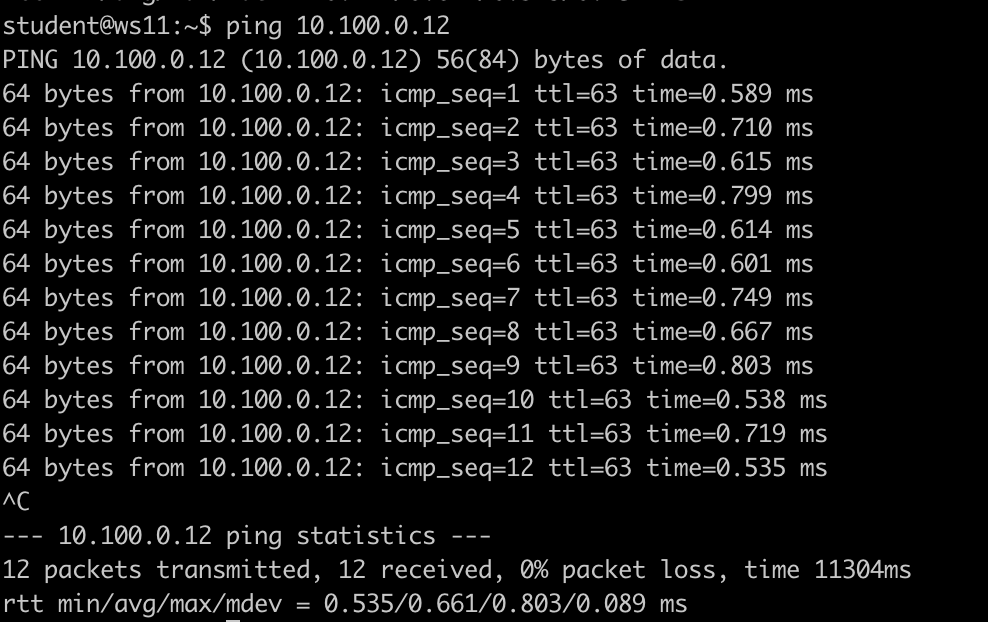 student@ws11:~$ ping 10.100.0.12
PING 10.100.0.12 (10.100.0.12) 56(84) bytes of data.
64 bytes from 10.100.0.12: icmp_seq=1 ttl=63 time=0.589 ms
64 bytes from 10.100.0.12: icmp_seq=2 ttl=63 time=0.710 ms
64 bytes from 10.100.0.12: icmp_seq=3 ttl=63 time=0.615 ms
64 bytes from 10.100.0.12: icmp_seq=4 ttl=63 time=0.799 ms
64 bytes from 10.100.0.12: icmp_seq=5 ttl=63 time=0.614 ms
64 bytes from 10.100.0.12: icmp_seq=6 ttl=63 time=0.601 ms
64 bytes from 10.100.0.12: icmp_seq=7 ttl=63 time=0.749 ms
64 bytes from 10.100.0.12: icmp_seq=8 ttl=63 time=0.667 ms
64 bytes from 10.100.0.12: icmp_seq=9 ttl=63 time=0.803 ms
64 bytes from 10.100.0.12: icmp_seq=10 ttl=63 time=0.538 ms
64 bytes from 10.100.0.12: icmp_seq=11 ttl=63 time=0.719 ms
64 bytes from 10.100.0.12: icmp_seq=12 ttl=63 time=0.535 ms
^C
--- 10.100.0.12 ping statistics ---
12 packets transmitted, 12 received, 0% packet loss, time 11304ms
rtt min/avg/max/mdev = 0.535/0.661/0.803/0.089 ms